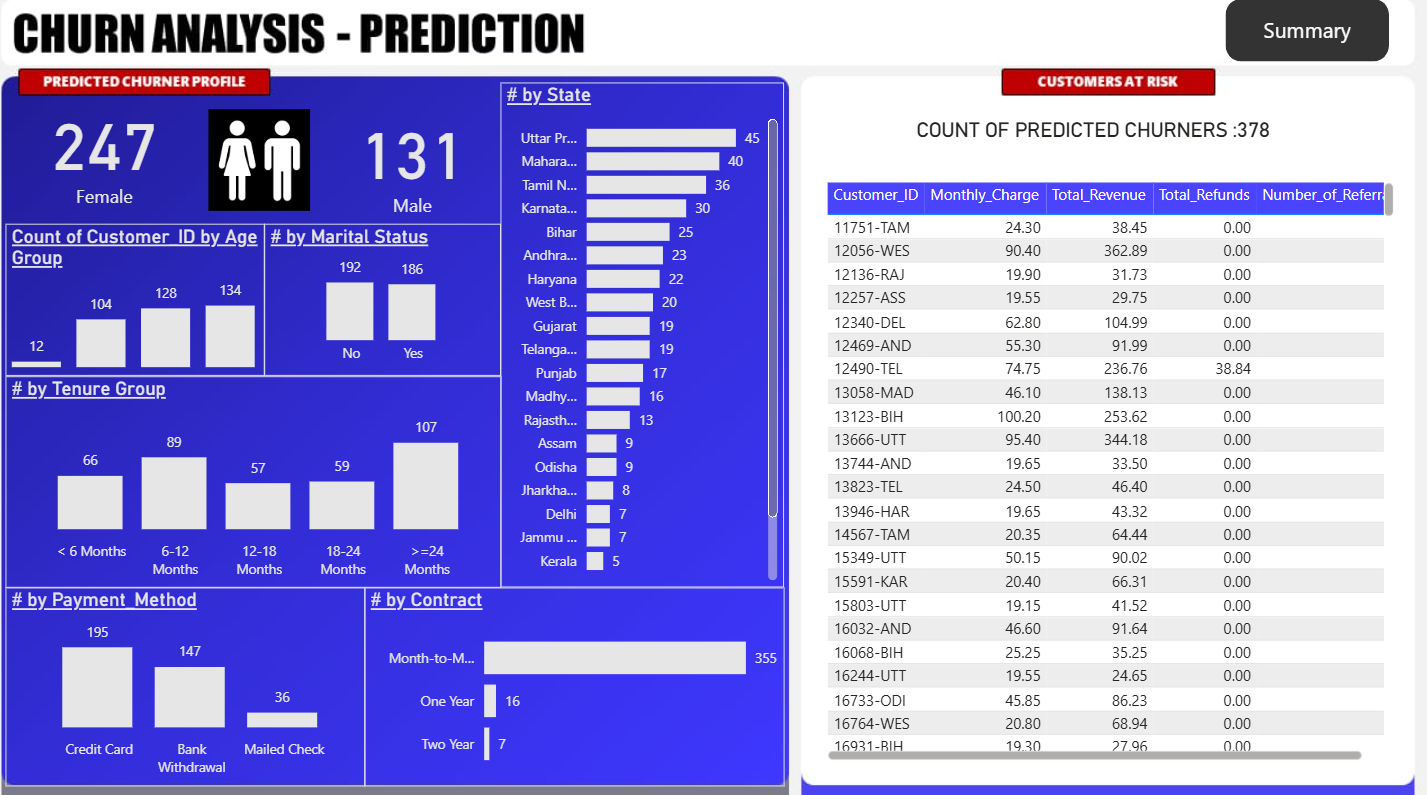 CHURN ANALYSIS - PREDICTION
Summary
PREDICTED CHURNER PROFILE
247
Female
131
Male
Count of Customer_ID by Age
Group
12
104
128
134
# by Marital Status
192
186
No
Yes
# by Tenure Group
66
89
57
59
107
< 6 Months
6-12
Months
12-18
Months
18-24
Months
>=24
Months
# by Payment_Method
195
147
36
Credit Card
Bank
Withdrawal
Mailed Check
# by State
Uttar Pr... 45
Mahara... 40
Tamil N... 36
Karnata... 30
Bihar 25
Andhra... 23
Haryana 22
West B... 20
Gujarat 19
Telanga... 19
Punjab 17
Madhy... 16
Rajasth... 13
Assam 9
Odisha 9
Jharkha... 8
Delhi 7
Jammu ... 7
Kerala 5
# by Contract
Month-to-M... 355
One Year 16
Two Year 7
CUSTOMERS AT RISK
COUNT OF PREDICTED CHURNERS :378
Customer_ID Monthly_Charge Total_Revenue Total_Refunds Number_of_Referra
11751-TAM 24.30 38.45 0.00
12056-WES 90.40 362.89 0.00
12136-RAJ 19.90 31.73 0.00
12257-ASS 19.55 29.75 0.00
12340-DEL 62.80 104.99 0.00
12469-AND 55.30 91.99 0.00
12490-TEL 74.75 236.76 38.84
13058-MAD 46.10 138.13 0.00
13123-BIH 100.20 253.62 0.00
13666-UTT 95.40 344.18 0.00
13744-AND 19.65 33.50 0.00
13823-TEL 24.50 46.40 0.00
13946-HAR 19.65 43.32 0.00
14567-TAM 20.35 64.44 0.00
15349-UTT 50.15 90.02 0.00
15591-KAR 20.40 66.31 0.00
15803-UTT 19.15 41.52 0.00
16032-AND 46.60 91.64 0.00
16068-BIH 25.25 35.25 0.00
16244-UTT 19.55 24.65 0.00
16733-ODI 45.85 86.23 0.00
16764-WES 20.80 68.94 0.00
16931-BIH 19.30 27.96 0.00